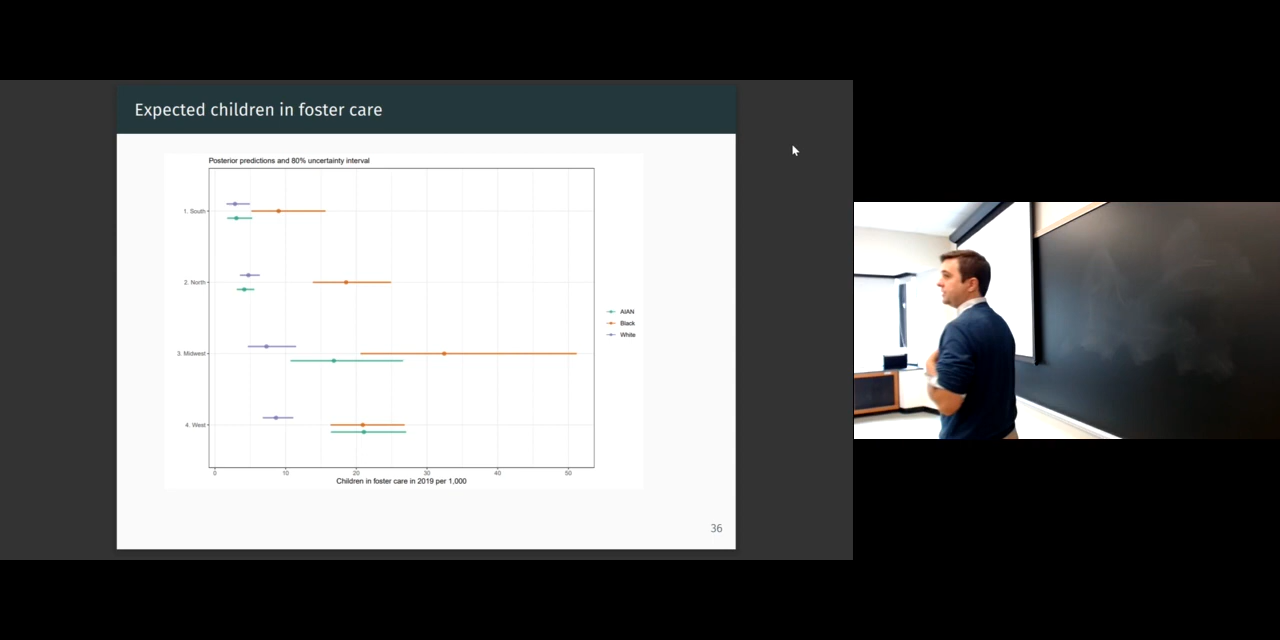 Expected children in foster care
Posterior predictions and 80% uncertainty interval
1. South
2. North
3. Midwest
4. West
AIAN
Black
White
0 10 20 30 40 50
Children in foster care in 2019 per 1,000
36